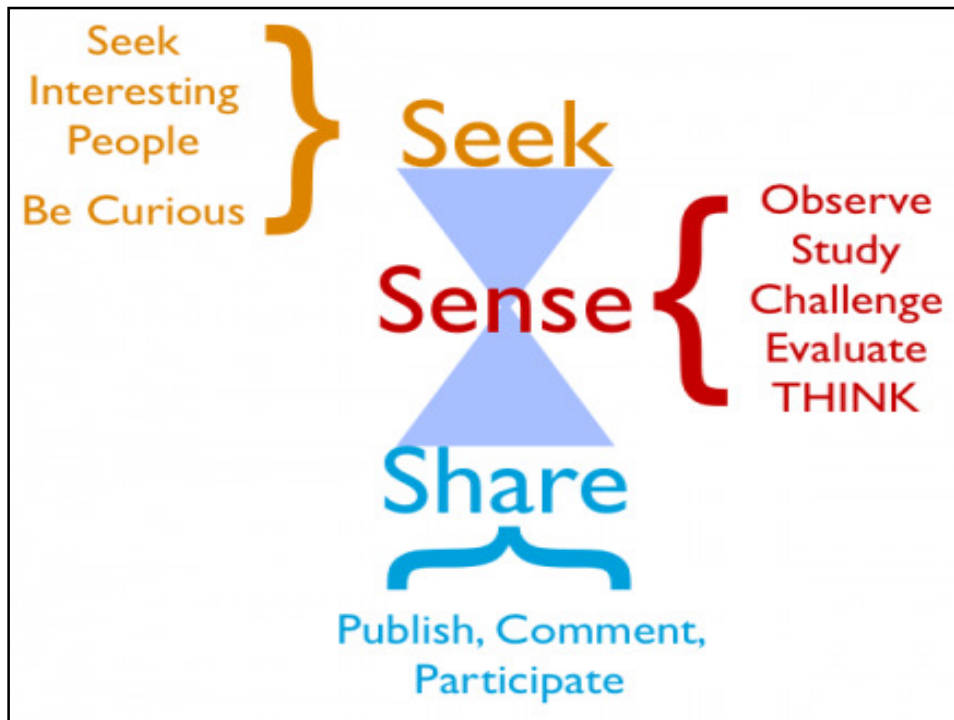 Seek
Interesting
People
Be Curious
Seek
Sense
Observe
Study
Challenge
Evaluate
THINK
Share
Publish, Comment,
Participate